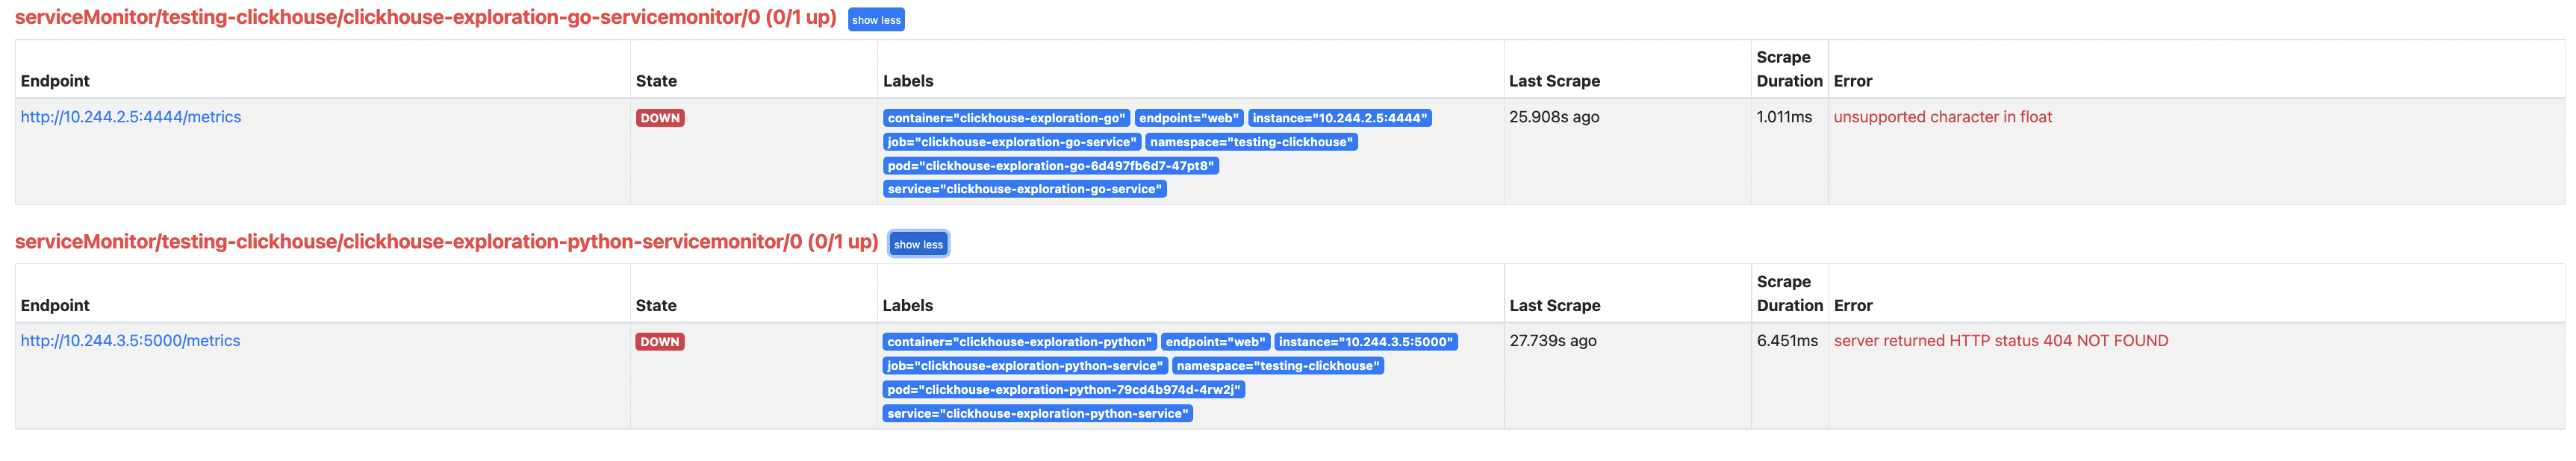 serviceMonitor/testing-clickhouse/clickhouse-exploration-go-servicemonitor/0 (0/1 up) show less
Endpoint State Labels Last Scrape Scrape Duration Error
http://10.244.2.5:4444/metrics DOWN container="clickhouse-exploration-go" endpoint="web" instance="10.244.2.5:4444" 25.908s ago 1.011ms unsupported character in float
job="clickhouse-exploration-go-service" namespace="testing-clickhouse"
pod="clickhouse-exploration-go-6d497fb6d7-47pt8"
service="clickhouse-exploration-go-service"
serviceMonitor/testing-clickhouse/clickhouse-exploration-python-servicemonitor/0 (0/1 up) show less
Endpoint State Labels Last Scrape Scrape Duration Error
http://10.244.3.5:5000/metrics DOWN container="clickhouse-exploration-python" endpoint="web" instance="10.244.3.5:5000" 27.739s ago 6.451ms server returned HTTP status 404 NOT FOUND
job="clickhouse-exploration-python-service" namespace="testing-clickhouse"
pod="clickhouse-exploration-python-79cd4b974d-4rw2j"
service="clickhouse-exploration-python-service"